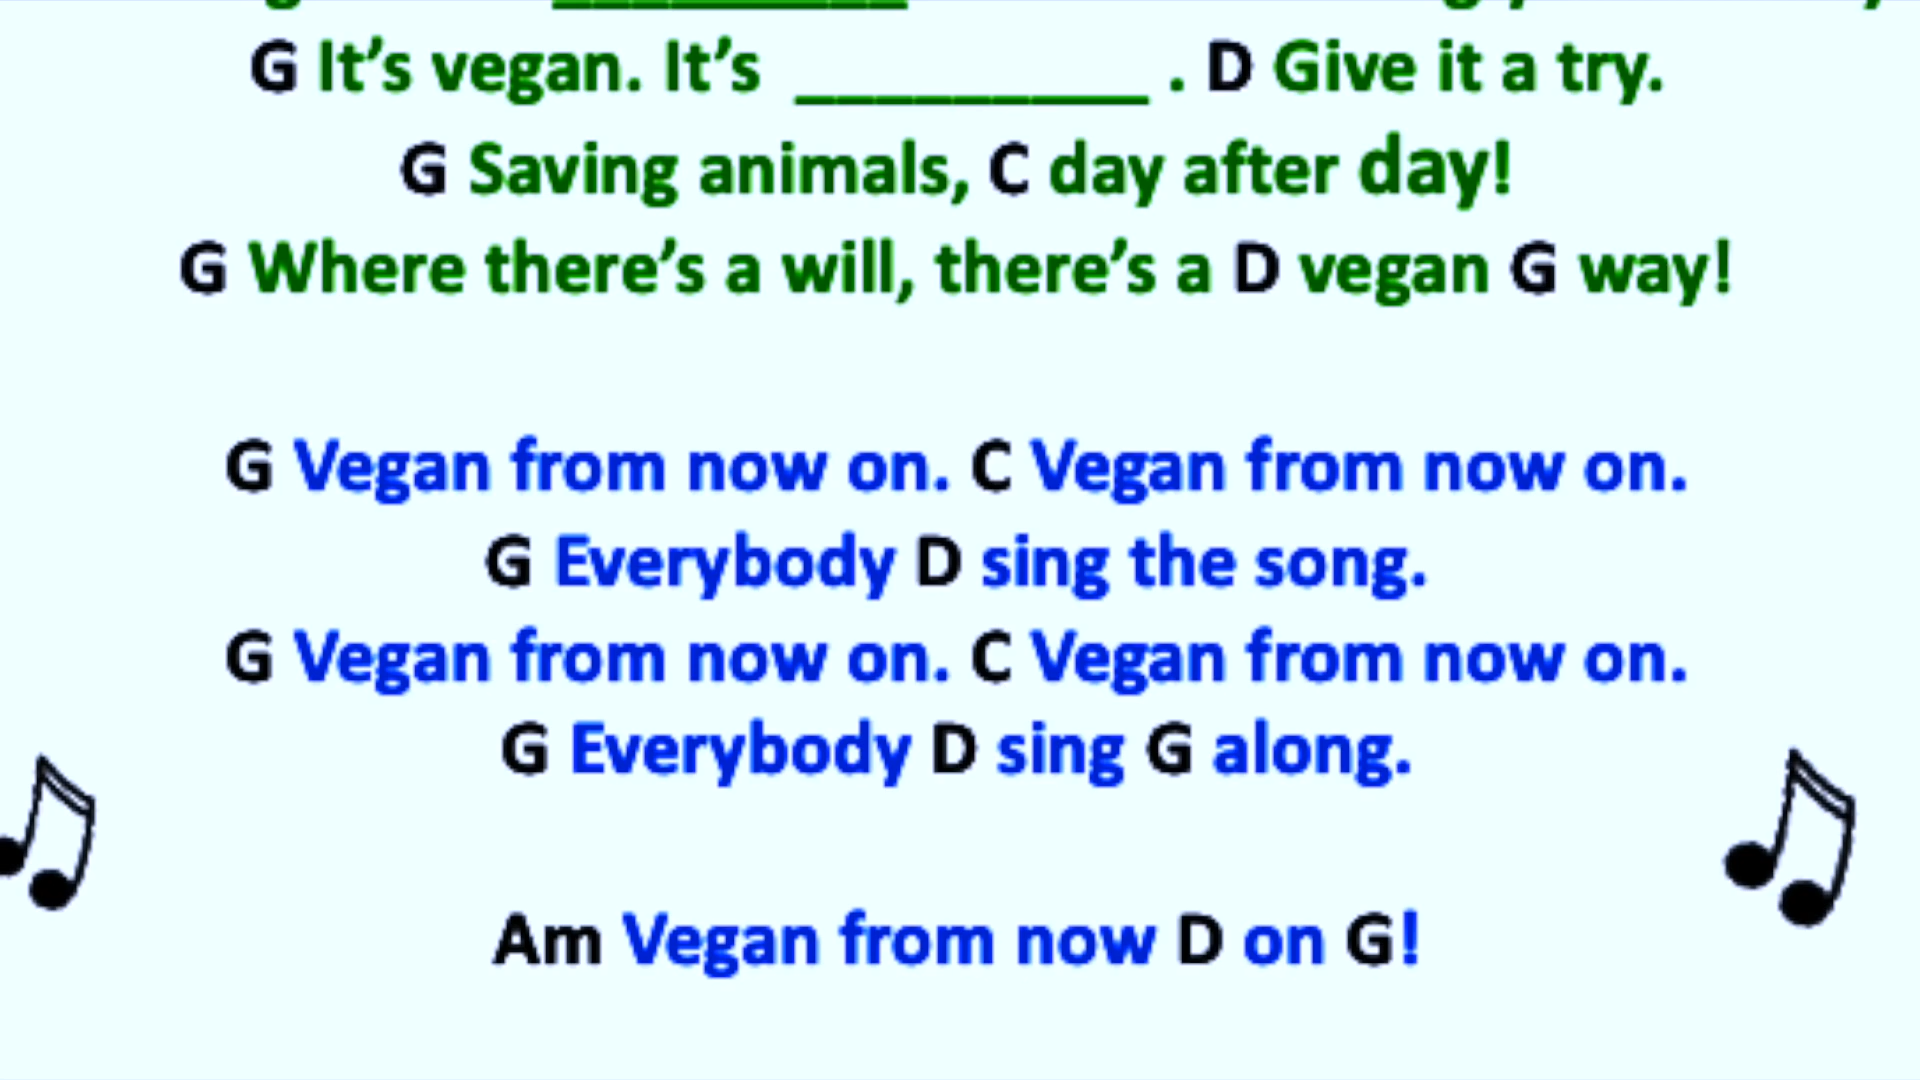 G It’s vegan. It’s _________ . D Give it a try.
G Saving animals, C day after day!
G Where there’s a will, there’s a D vegan G way!
G Vegan from now on. C Vegan from now on.
G Everybody D sing the song.
G Vegan from now on. C Vegan from now on.
G Everybody D sing G along.
Am Vegan from now D on G!